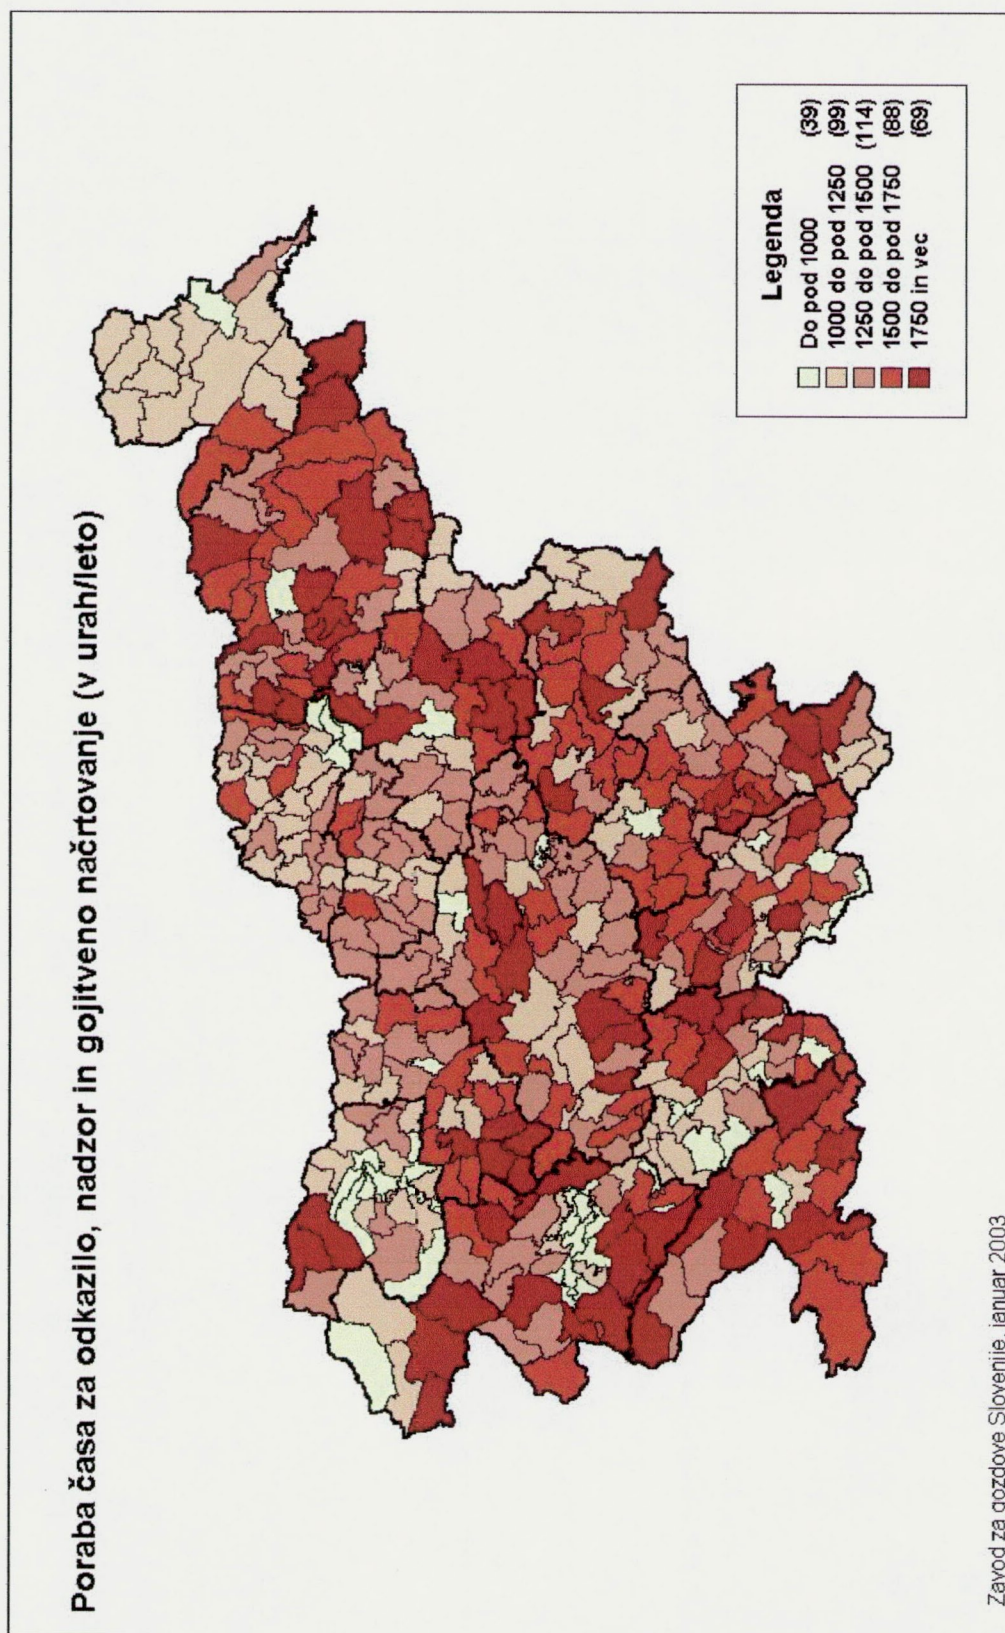 Poraba časa za odkazilo, nadzor in gojitveno načrtovanje (v urah/leto)
Legenda
Do pod 1000 (39)
1000 do pod 1250 (99)
1250 do pod 1500 (114)
1500 do pod 1750 (88)
1750 in vec (69)
Zavod za gozdove Slovenije, januar 2003